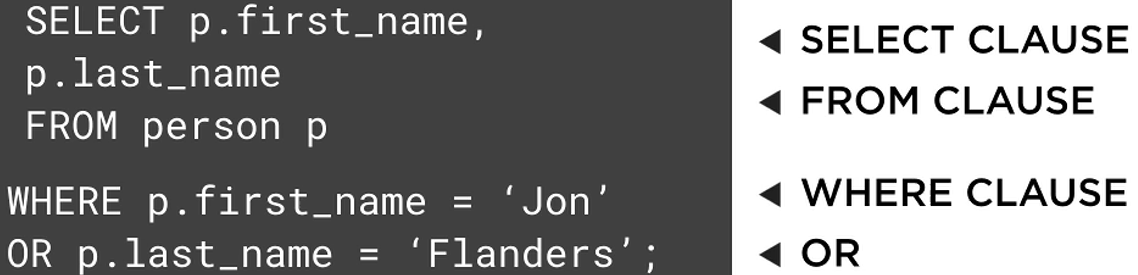 SELECT p.first_name,
p.last_name
FROM person p
WHERE p.first_name = ‘Jon’
OR p.last_name = ‘Flanders’;
◀ SELECT CLAUSE
◀ FROM CLAUSE
◀ WHERE CLAUSE
◀ OR